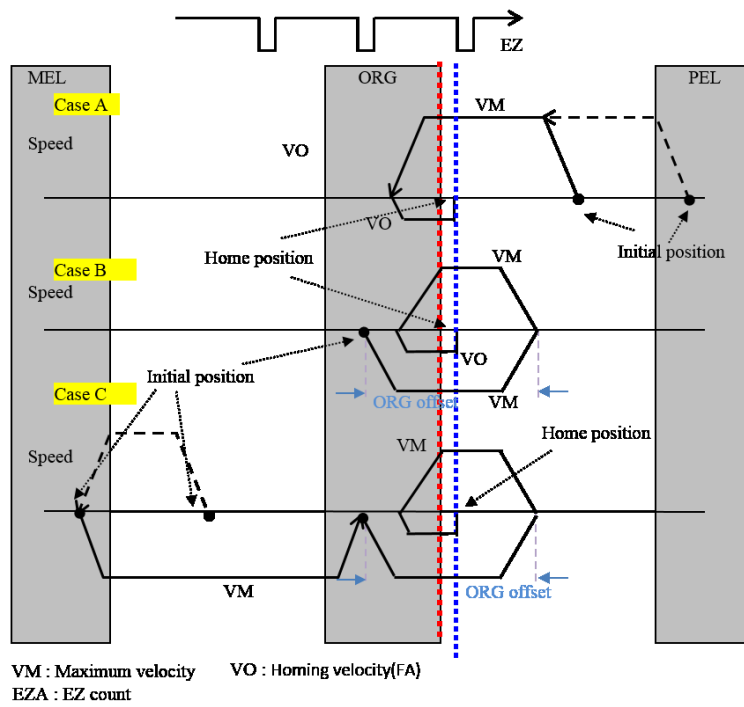 EZ
MEL
ORG
PEL
Case A
VM
Speed
VO
VO
Initial position
Home position
Case B
VM
Speed
VO
Initial position
Case C
ORG offset
VM
Home position
VM
Speed
VM
ORG offset
VM : Maximum velocity VO : Homing velocity(FA)
EZA : EZ count